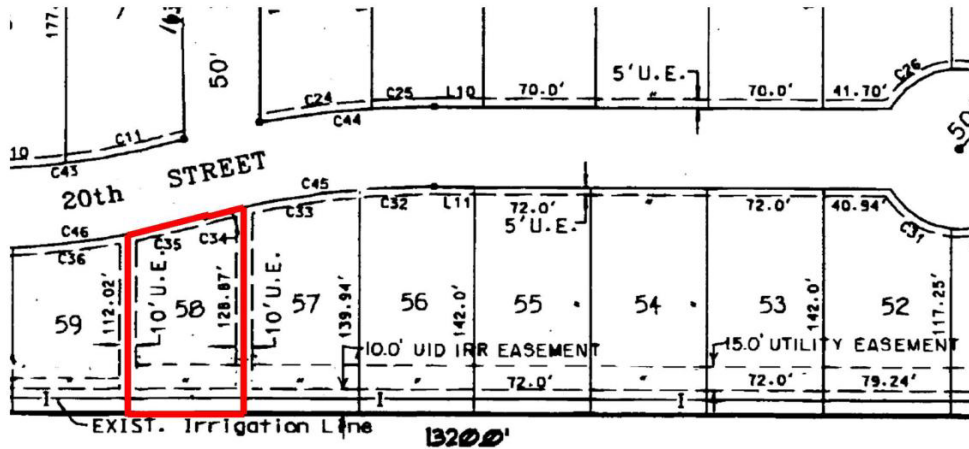 177.
50'
C24
C25
L10
5' U.E.
70.0'
"
70.0'
41.70'
C26
C44
50
10
C11
C43
20th STREET
C46
C36
C35
C34
C45
C33
C32
L11
72.0'
5' U.E.
"
72.0'
40.94'
C31
59
112.02'
10' U.E.
58
128.87'
10' U.E.
57
139.94'
56
142.0'
55
"
54
"
53
142.0'
52
117.25'
10.0' UID IRR EASEMENT
15.0' UTILITY EASEMENT
"
"
"
"
72.0'
"
72.0'
79.24'
I
I
I
EXIST. Irrigation Line
1320.0'